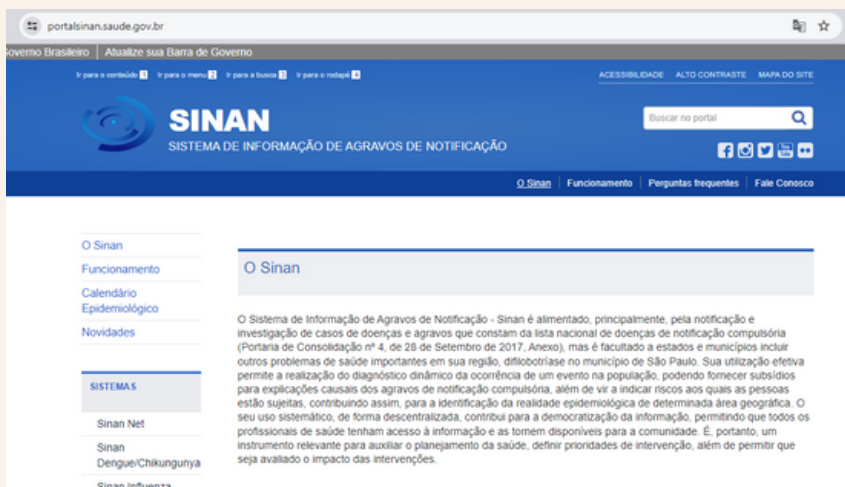 portalsinan.saude.gov.br
Governo Brasileiro | Atualize sua Barra de Governo
Ir para o conteúdo 1 Ir para o menu 2 Ir para a busca 3 Ir para o rodapé 4
ACESSIBILIDADE ALTO CONTRASTE MAPA DO SITE
SINAN
SISTEMA DE INFORMAÇÃO DE AGRAVOS DE NOTIFICAÇÃO
Buscar no portal
O Sinan | Funcionamento | Perguntas frequentes | Fale Conosco
O Sinan
Funcionamento
Calendário
Epidemiológico
Novidades
SISTEMAS
Sinan Net
Sinan
Dengue/Chikungunya
Sinan Influenza
O Sinan
O Sistema de Informação de Agravos de Notificação - Sinan é alimentado, principalmente, pela notificação e
investigação de casos de doenças e agravos que constam da lista nacional de doenças de notificação compulsória
(Portaria de Consolidação nº 4, de 28 de Setembro de 2017, Anexo), mas é facultado a estados e municípios incluir
outros problemas de saúde importantes em sua região, difilobotríase no município de São Paulo. Sua utilização efetiva
permite a realização do diagnóstico dinâmico da ocorrência de um evento na população, podendo fornecer subsídios
para explicações causais dos agravos de notificação compulsória, além de vir a indicar riscos aos quais as pessoas
estão sujeitas, contribuindo assim, para a identificação da realidade epidemiológica de determinada área geográfica. O
seu uso sistemático, de forma descentralizada, contribui para a democratização da informação, permitindo que todos os
profissionais de saúde tenham acesso à informação e as tornem disponíveis para a comunidade. É, portanto, um
instrumento relevante para auxiliar o planejamento da saúde, definir prioridades de intervenção, além de permitir que
seja avaliado o impacto das intervenções.